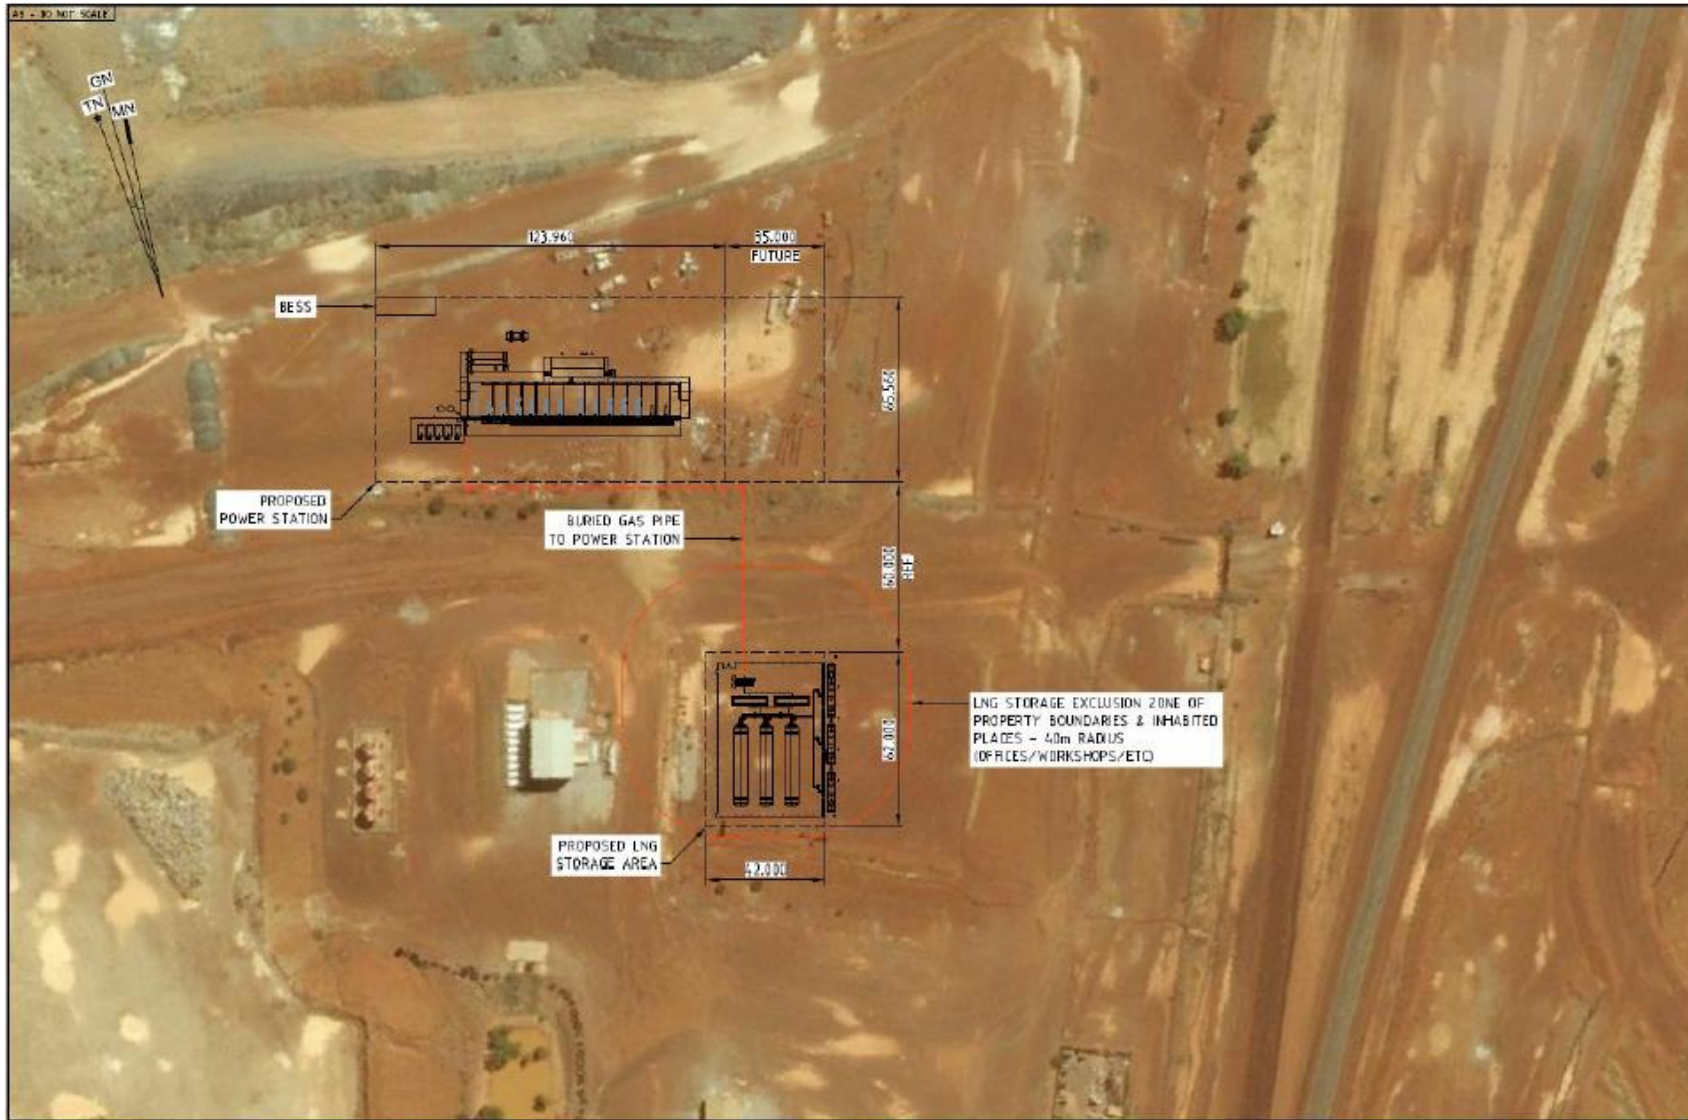 A3 - DO NOT SCALE
GN
TN
MN
123.960
35.000
FUTURE
BESS
65.560
PROPOSED
POWER STATION
BURIED GAS PIPE
TO POWER STATION
60.000
REF
LNG STORAGE EXCLUSION ZONE OF
PROPERTY BOUNDARIES & INHABITED
PLACES - 40m RADIUS
(OFFICES/WORKSHOPS/ETC)
62.000
PROPOSED LNG
STORAGE AREA
42.000